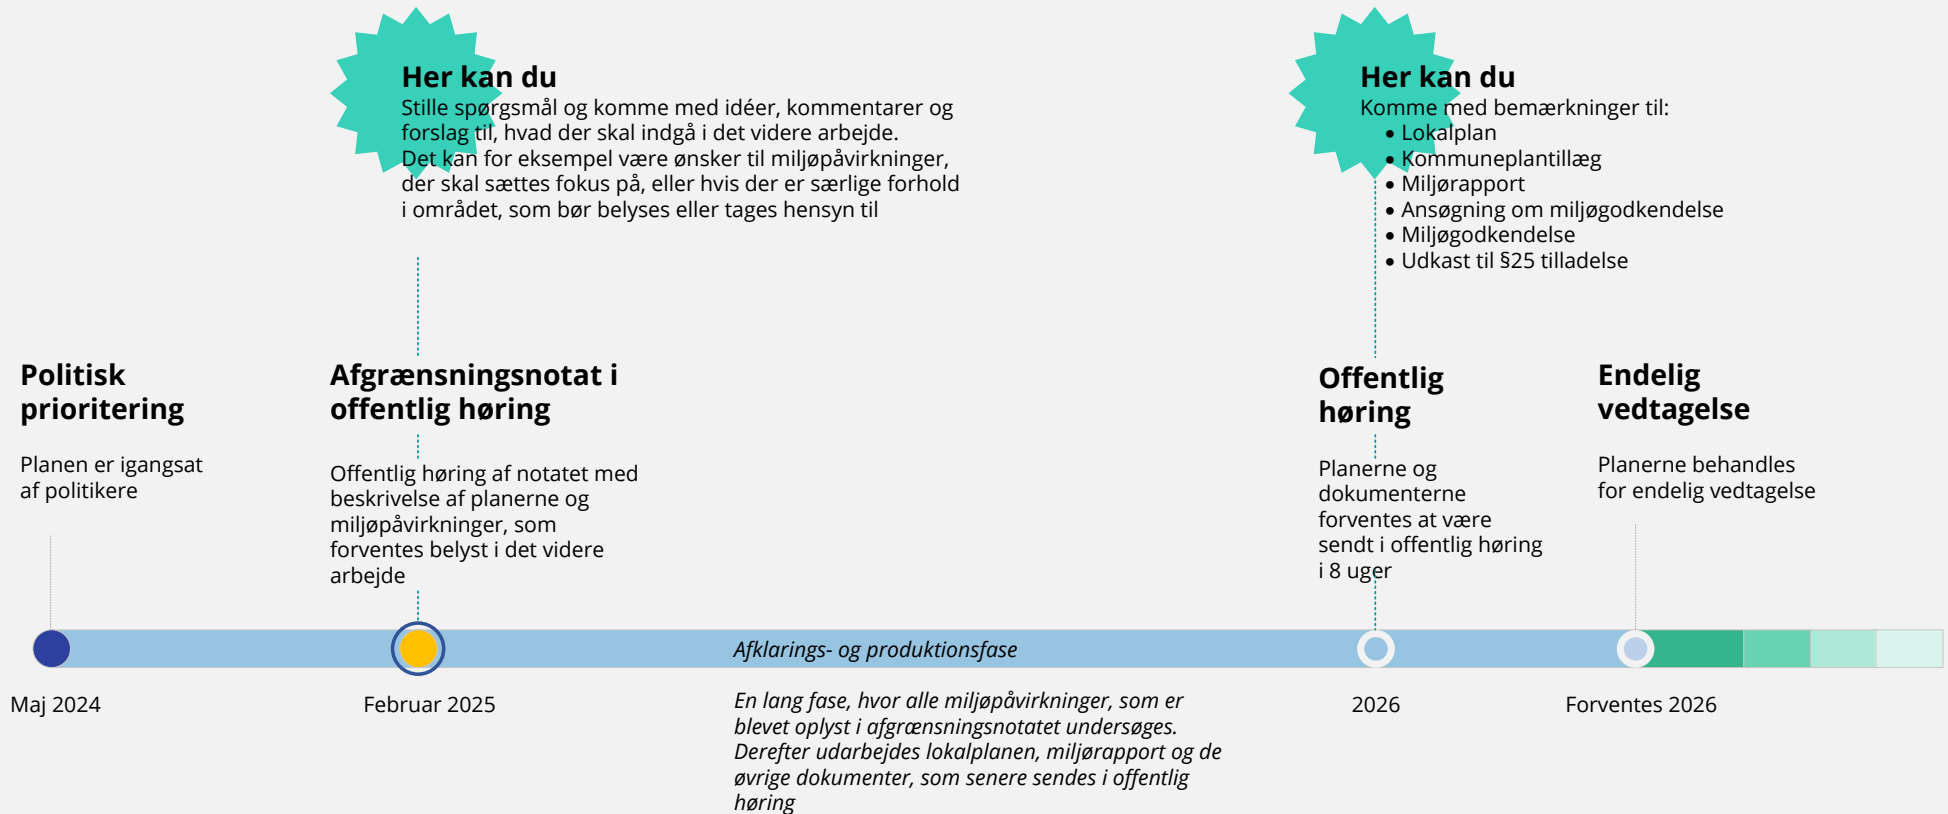 Her kan du
Stille spørgsmål og komme med idéer, kommentarer og
forslag til, hvad der skal indgå i det videre arbejde.
Det kan for eksempel være ønsker til miljøpåvirkninger,
der skal sættes fokus på, eller hvis der er særlige forhold
i området, som bør belyses eller tages hensyn til
Her kan du
Komme med bemærkninger til:
• Lokalplan
• Kommuneplantillæg
• Miljørapport
• Ansøgning om miljøgodkendelse
• Miljøgodkendelse
• Udkast til §25 tilladelse
Politisk
prioritering
Planen er igangsat
af politikere
Afgrænsningsnotat i
offentlig høring
Offentlig høring af notatet med
beskrivelse af planerne og
miljøpåvirkninger, som
forventes belyst i det videre
arbejde
Offentlig
høring
Planerne og
dokumenterne
forventes at være
sendt i offentlig høring
i 8 uger
Endelig
vedtagelse
Planerne behandles
for endelig vedtagelse
Afklarings- og produktionsfase
Maj 2024
Februar 2025
En lang fase, hvor alle miljøpåvirkninger, som er
blevet oplyst i afgrænsningsnotatet undersøges.
Derefter udarbejdes lokalplanen, miljørapport og de
øvrige dokumenter, som senere sendes i offentlig
høring
2026
Forventes 2026